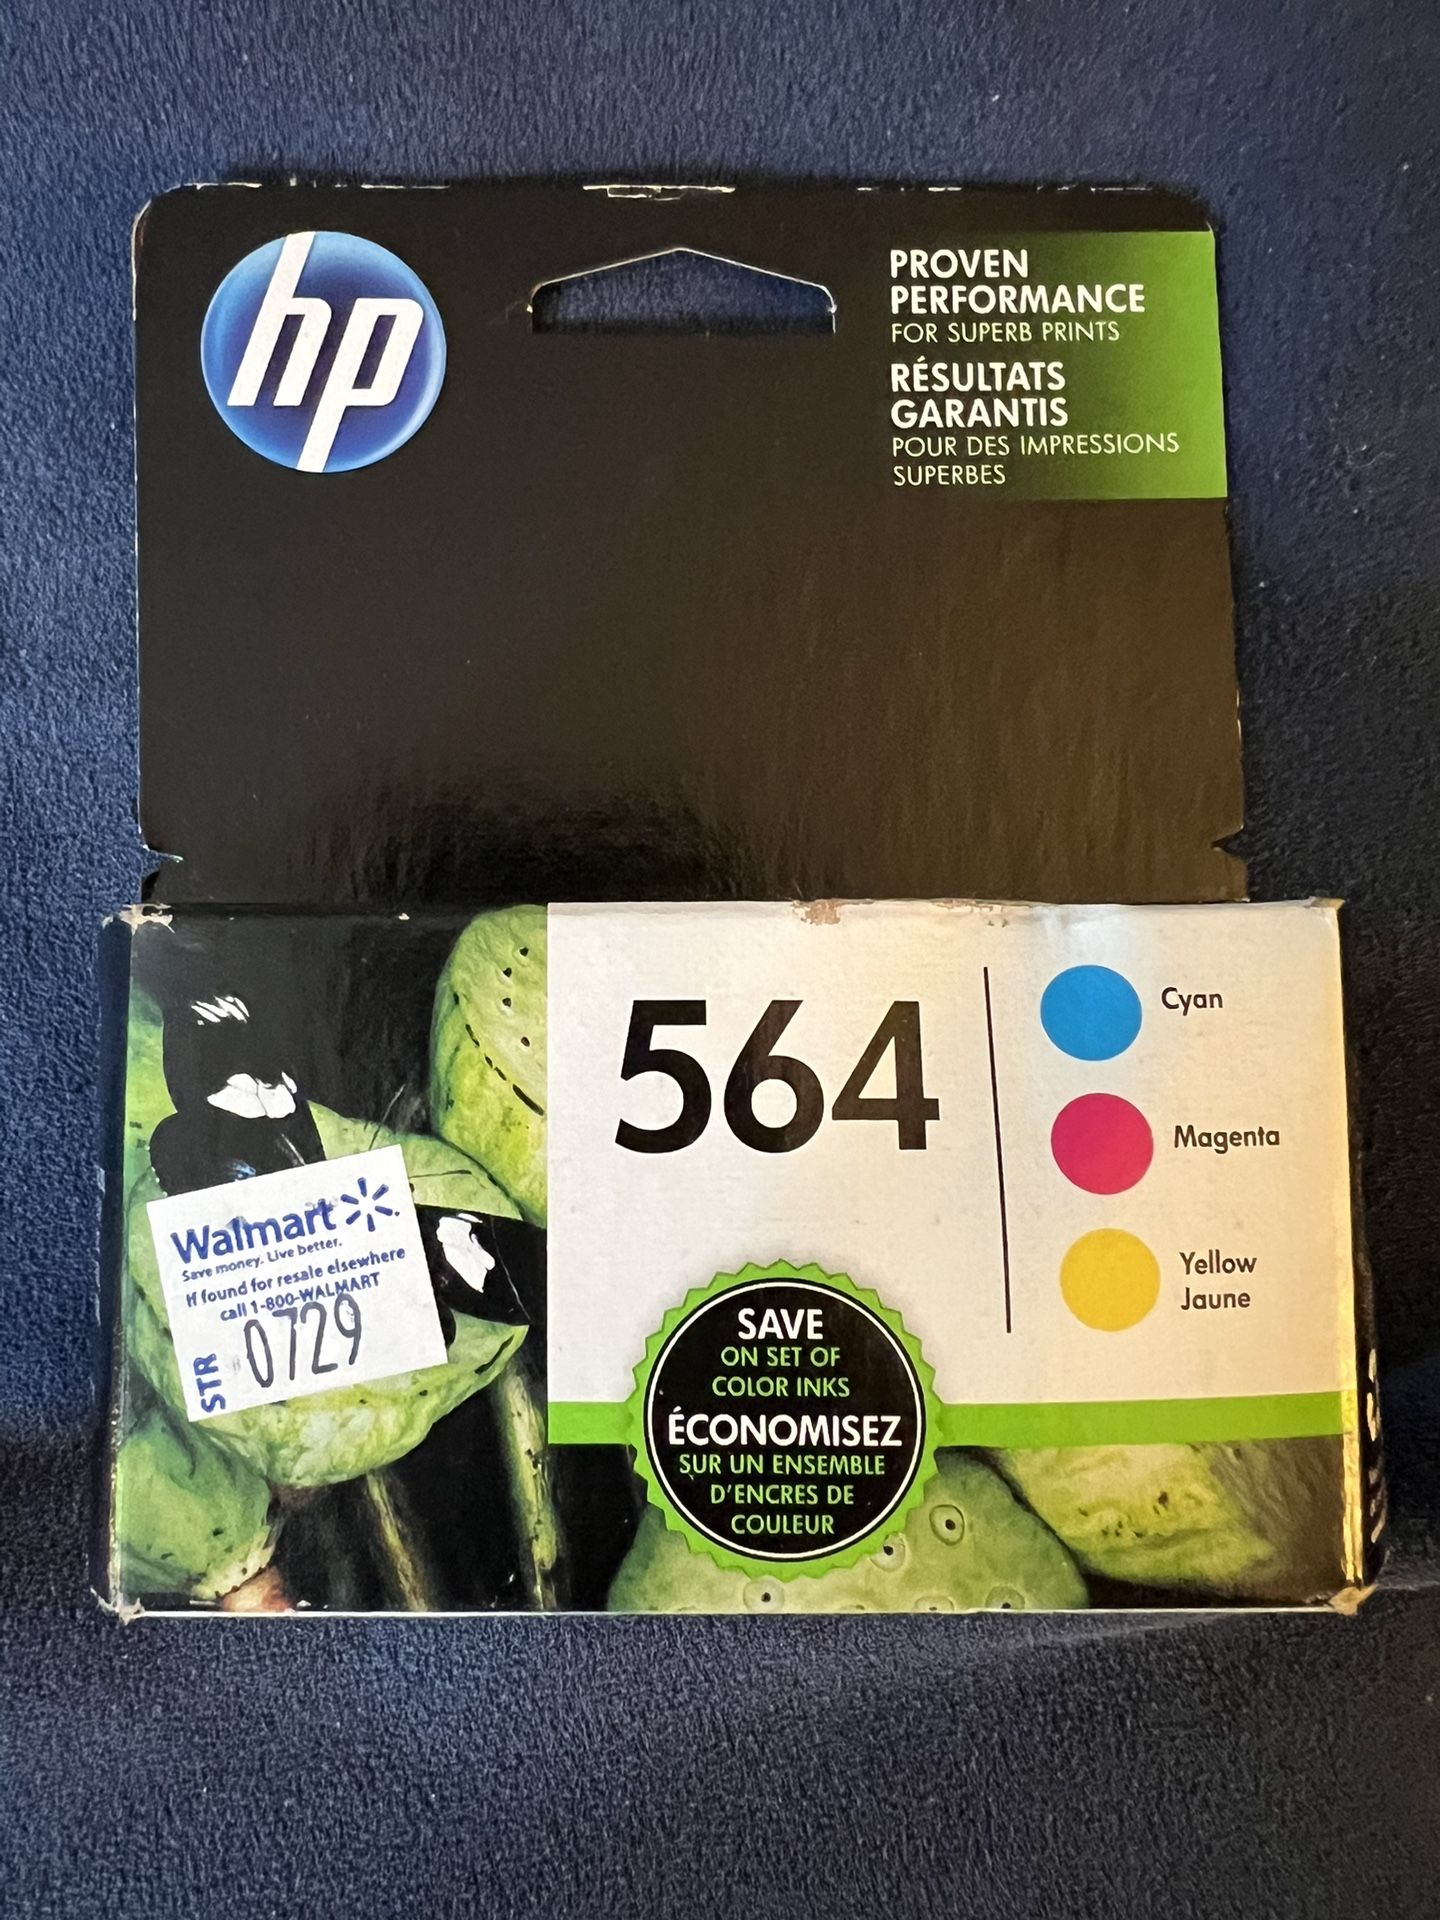 hp
PROVEN
PERFORMANCE
FOR SUPERB PRINTS
RÉSULTATS
GARANTIS
POUR DES IMPRESSIONS
SUPERBES
564
Cyan
Magenta
Yellow
Jaune
Walmart
Save money. Live better.
If found for resale elsewhere
call 1-800-WALMART
STR 0729
SAVE
ON SET OF
COLOR INKS
ÉCONOMISEZ
SUR UN ENSEMBLE
D'ENCRES DE
COULEUR